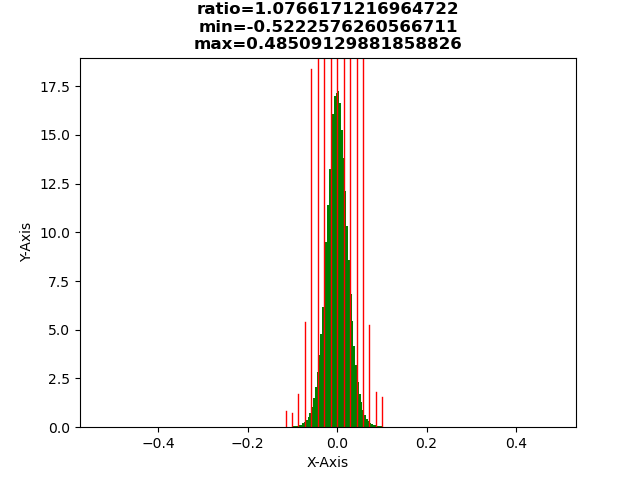 ratio=1.0766171216964722
min=-0.5222576260566711
max=0.48509129881858826
17.5
15.0
12.5
10.0
7.5
5.0
2.5
0.0
Y-Axis
−0.4
−0.2
0.0
0.2
0.4
X-Axis